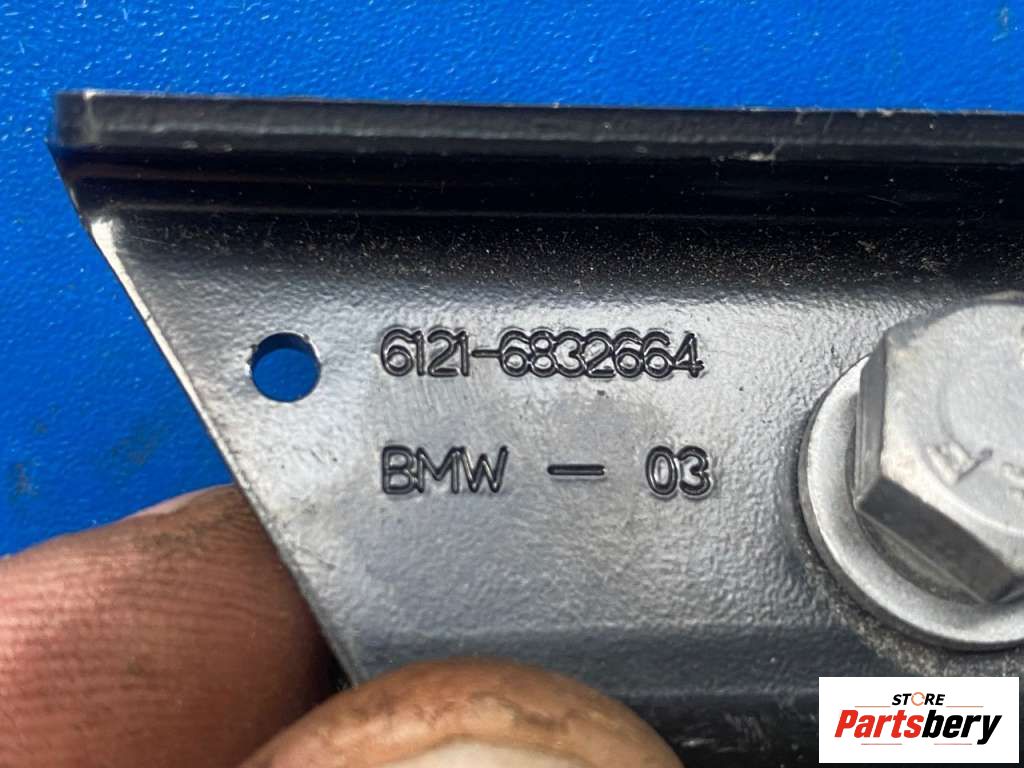 6121-6832664
BMW — 03
STORE
Partsbery